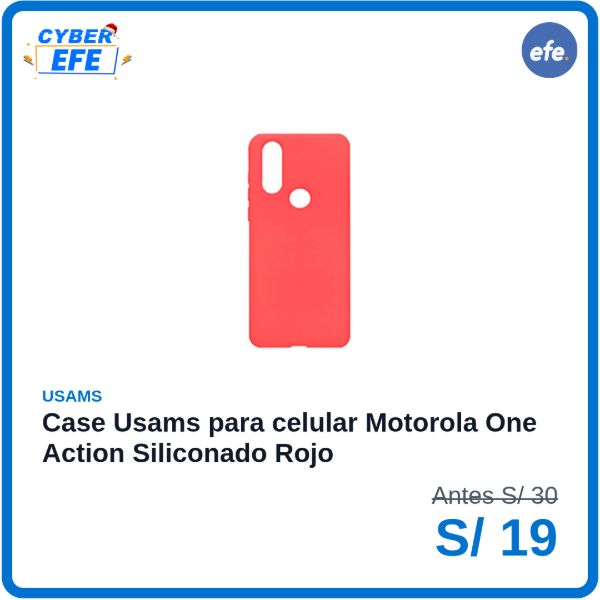 CYBER
EFE
efe.
USAMS
Case Usams para celular Motorola One
Action Siliconado Rojo
Antes S/ 30
S/ 19